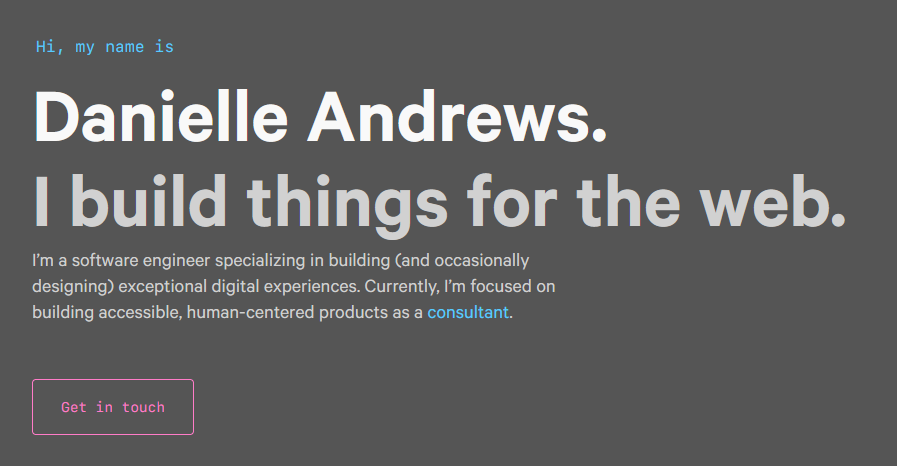 Hi, my name is
Danielle Andrews.
I build things for the web.
I’m a software engineer specializing in building (and occasionally
designing) exceptional digital experiences. Currently, I’m focused on
building accessible, human-centered products as a consultant.
Get in touch